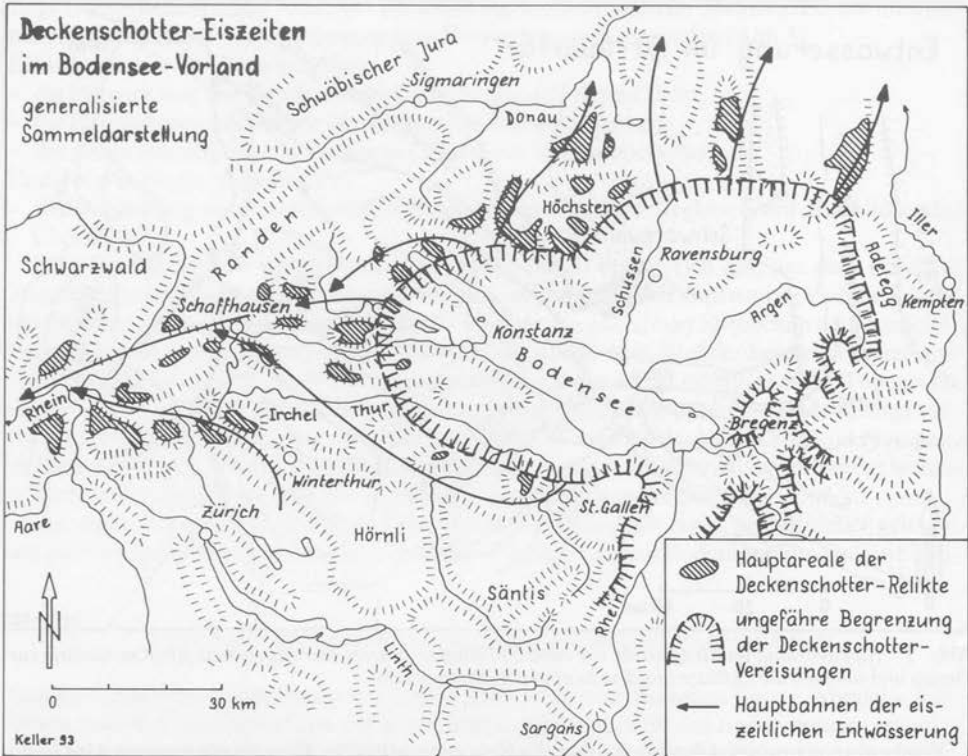 Deckenschotter-Eiszeiten
im Bodensee-Vorland
generalisierte
Sammeldarstellung
Schwäbischer Jura
Sigmaringen
Donau
Höchsten
Iller
Randen
Schwarzwald
Schussen
Ravensburg
Adelegg
Kempten
Argen
Schaffhausen
Konstanz
Bodensee
Rhein
Irchel
Thur
Bregenz
Winterthur
St.Gallen
Aare
Zürich
Hörnli
Säntis
Rhein
Linth
Sargans
N
0 30 km
Keller 93
Hauptareale der
Deckenschotter-Relikte
ungefähre Begrenzung
der Deckenschotter-
Vereisungen
Hauptbahnen der eis-
zeitlichen Entwässerung